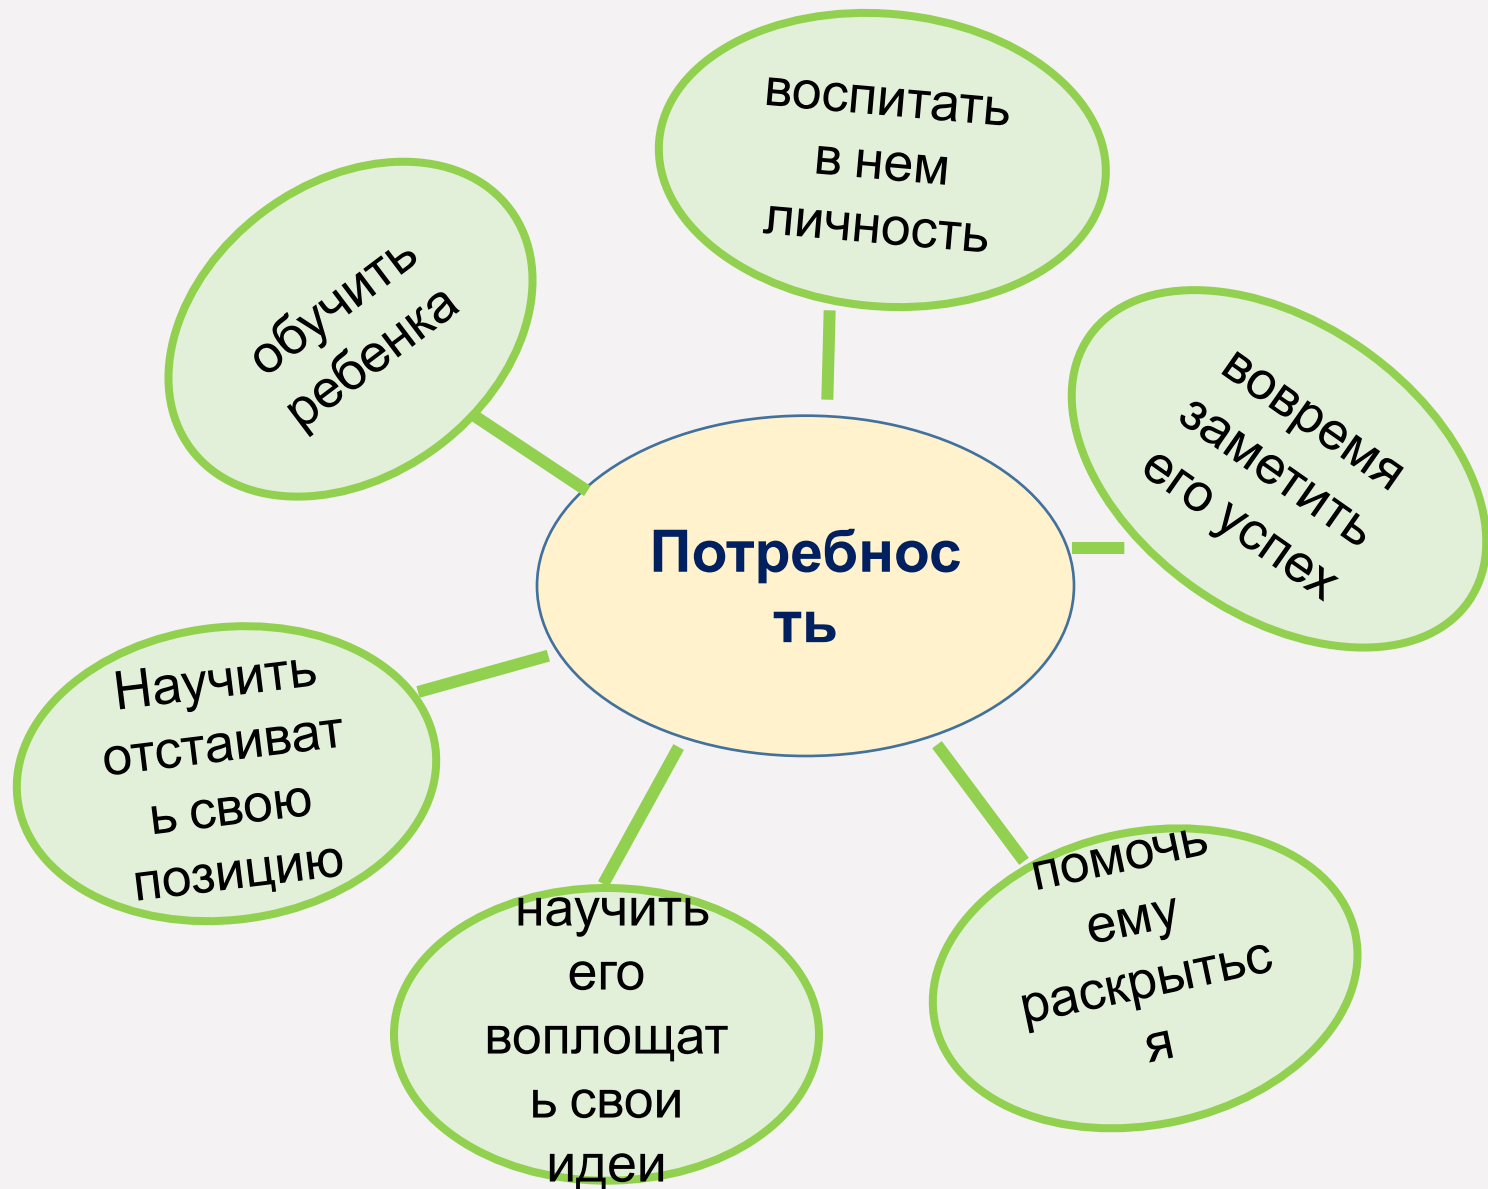 воспитать
в нем
личность
обучить
ребенка
вовремя
заметить
его успех
Потребнос
ть
Научить
отстаиват
ь свою
позицию
научить
его
воплощат
ь свои
идеи
помочь
ему
раскрытьс
я